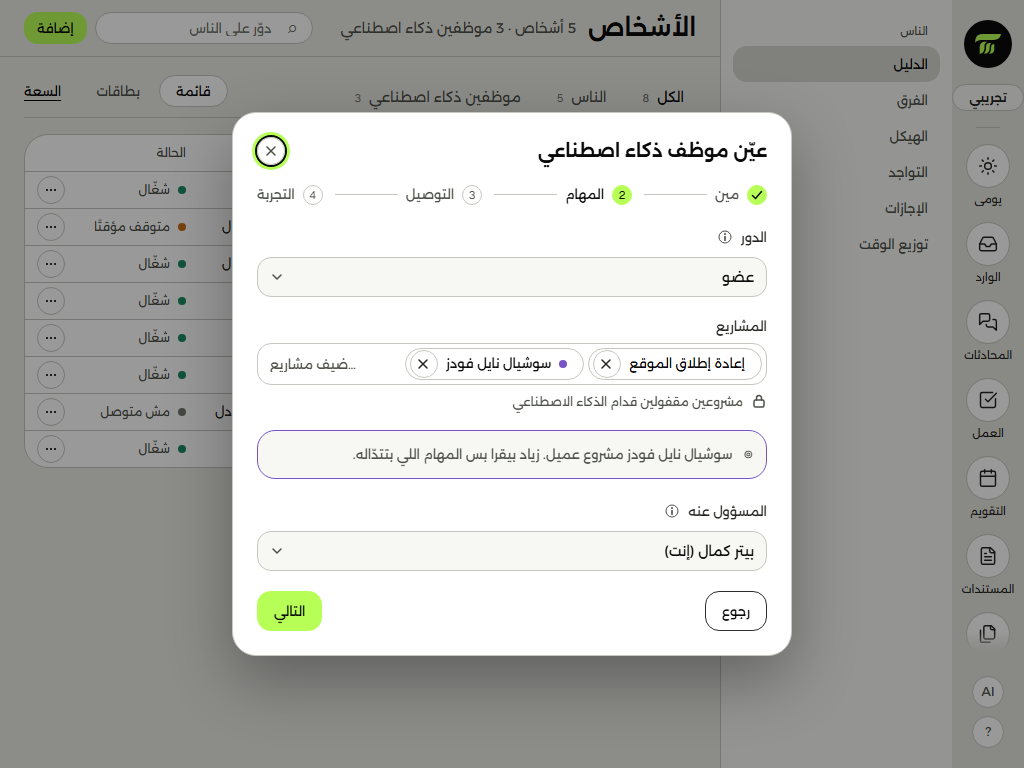 الناس
الدليل
الفرق
الهيكل
التواجد
الإجازات
توزيع الوقت
تجريبي
يومي
الوارد
المحادثات
العمل
التقويم
المستندات
AI
?
الأشخاص
5 أشخاص · 3 موظفين ذكاء اصطناعي
دوّر على الناس
إضافة
الكل 8
الناس 5
موظفين ذكاء اصطناعي 3
قائمة
بطاقات
السعة
الحالة
شغّال
متوقف مؤقتًا
شغّال
شغّال
شغّال
شغّال
مش متوصل
شغّال
عيّن موظف ذكاء اصطناعي
مين
2 المهام
3 التوصيل
4 التجربة
الدور
عضو
المشاريع
إعادة إطلاق الموقع
سوشيال نايل فودز
ضيف مشاريع...
مشروعين مقفولين قدام الذكاء الاصطناعي
سوشيال نايل فودز مشروع عميل. زياد بيقرا بس المهام اللي بتتدّاله.
المسؤول عنه
بيتر كمال (إنت)
رجوع
التالي